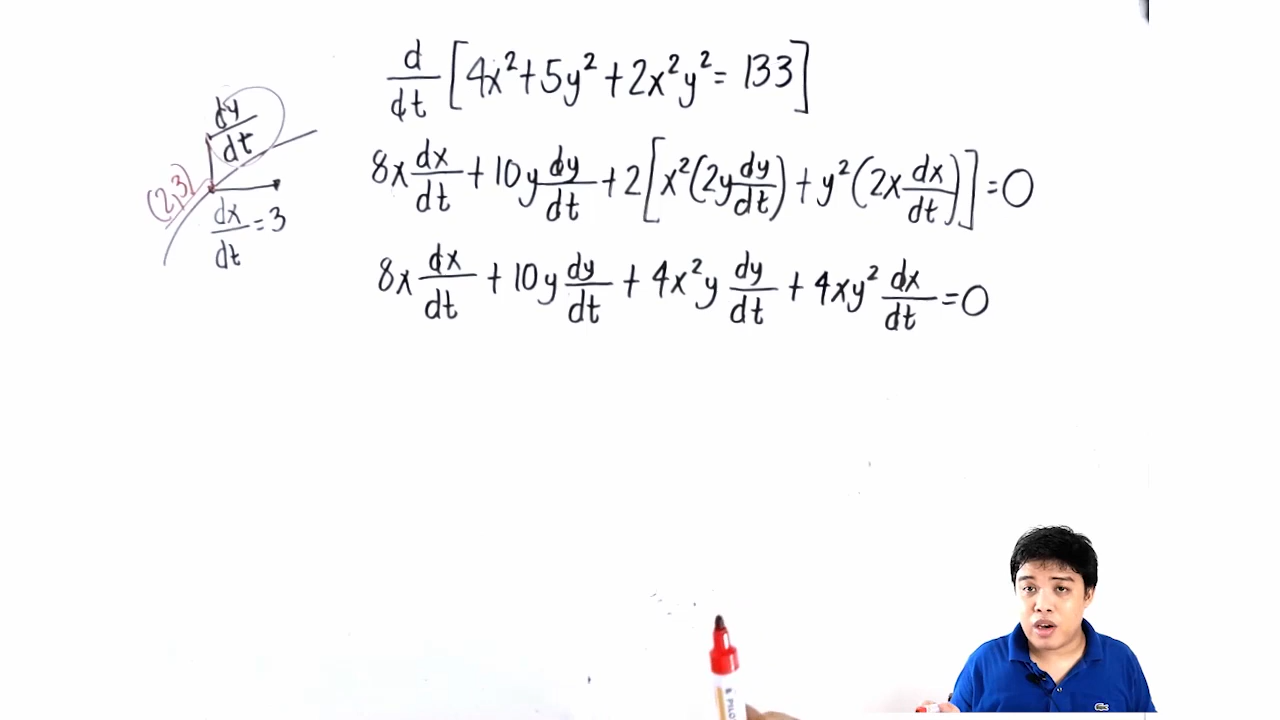 d/dt [4x²+5y²+2x²y²=133]
8x dx/dt + 10y dy/dt + 2[x²(2y dy/dt) + y²(2x dx/dt)] = 0
8x dx/dt + 10y dy/dt + 4x²y dy/dt + 4xy² dx/dt = 0
dy/dt
(2,3)
dx/dt = 3